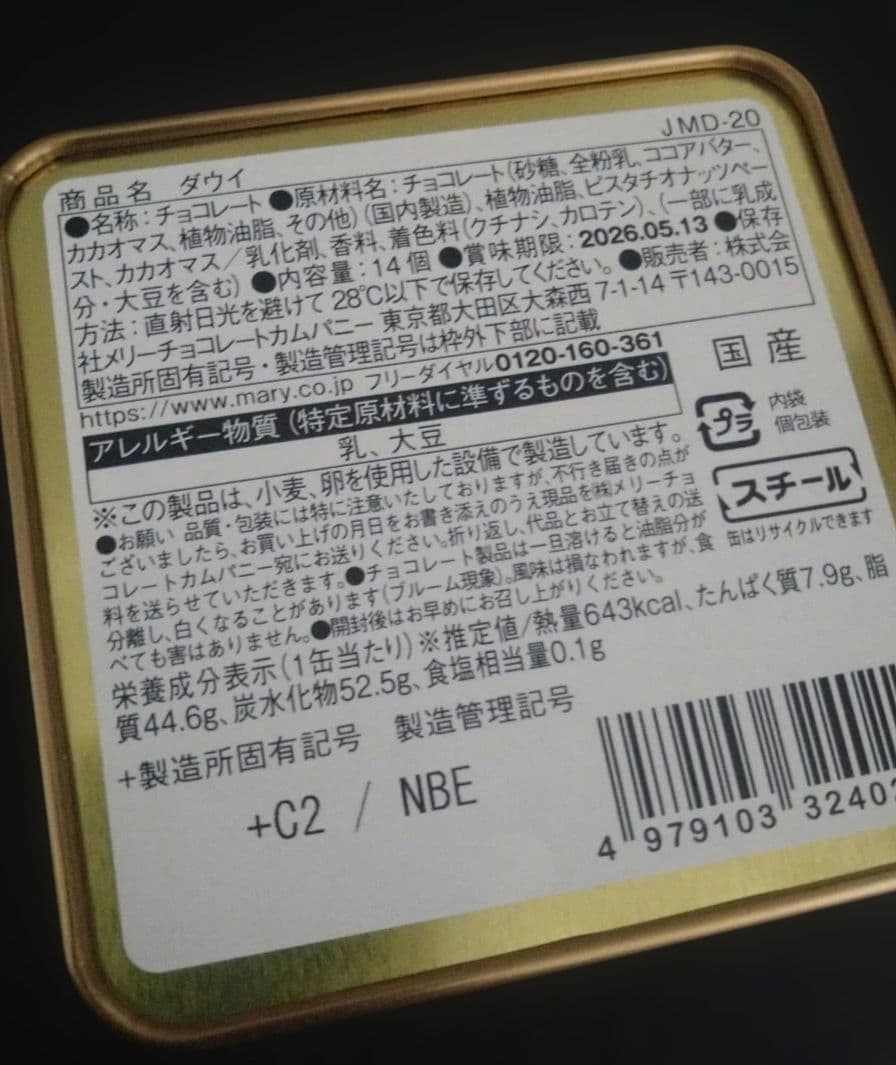 JMD-20
商品名 ダウイ
●名称:チョコレート ●原材料名:チョコレート(砂糖、全粉乳、ココアバター、
カカオマス、植物油脂、その他)(国内製造)、植物油脂、ピスタチオナッツペー
スト、カカオマス/乳化剤、香料、着色料(クチナシ、カロテン)、(一部に乳成
分・大豆を含む) ●内容量:14個 ●賞味期限:2026.05.13 ●保存
方法:直射日光を避けて28℃以下で保存してください。 ●販売者:株式会
社メリーチョコレートカムパニー 東京都大田区大森西7-1-14 〒143-0015
製造所固有記号・製造管理記号は枠外下部に記載
https://www.mary.co.jp フリーダイヤル0120-160-361
アレルギー物質(特定原材料に準ずるものを含む)
乳、大豆
国産
プラ
内袋
個包装
スチール
缶はリサイクルできます
※この製品は、小麦、卵を使用した設備で製造しています。
●お願い 品質・包装には特に注意いたしておりますが、不行き届きの点が
ございましたら、お買い上げの月日をお書き添えのうえ現品を㈱メリーチョ
コレートカムパニー宛にお送りください。折り返し、代品とお立て替えの送
料を送らせていただきます。●チョコレート製品は一旦溶けると油脂分が
分離し、白くなることがあります(ブルーム現象)。風味は損なわれますが、食
べても害はありません。●開封後はお早めにお召し上がりください。
栄養成分表示(1缶当たり)※推定値/熱量643kcal、たんぱく質7.9g、脂
質44.6g、炭水化物52.5g、食塩相当量0.1g
+製造所固有記号 製造管理記号
+C2 / NBE
4 979103 32402